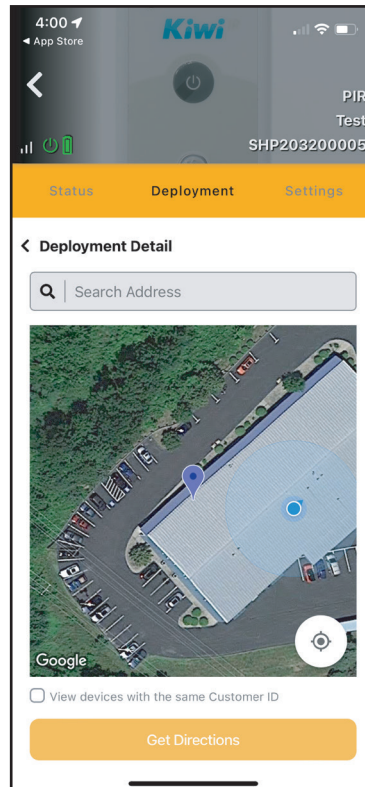 4:00
Kiwi
App Store
PIR
Test
SHP203200005
Status Deployment Settings
Deployment Detail
Search Address
Google
View devices with the same Customer ID
Get Directions